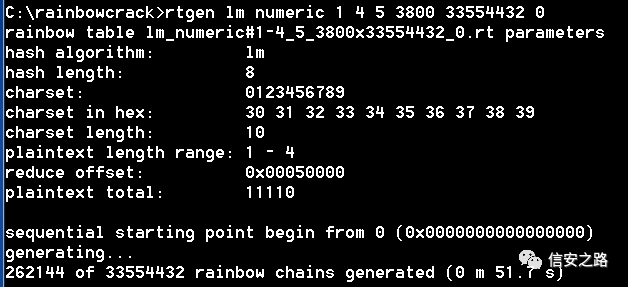 C:\rainbowcrack>rtgen lm numeric 1 4 5 3800 33554432 0
rainbow table lm_numeric#1-4_5_3800x33554432_0.rt parameters
hash algorithm: lm
hash length: 8
charset: 0123456789
charset in hex: 30 31 32 33 34 35 36 37 38 39
charset length: 10
plaintext length range: 1 - 4
reduce offset: 0x00050000
plaintext total: 11110
sequential starting point begin from 0 (0x0000000000000000)
generating...
262144 of 33554432 rainbow chains generated (0 m 51.7 s)
信安之路